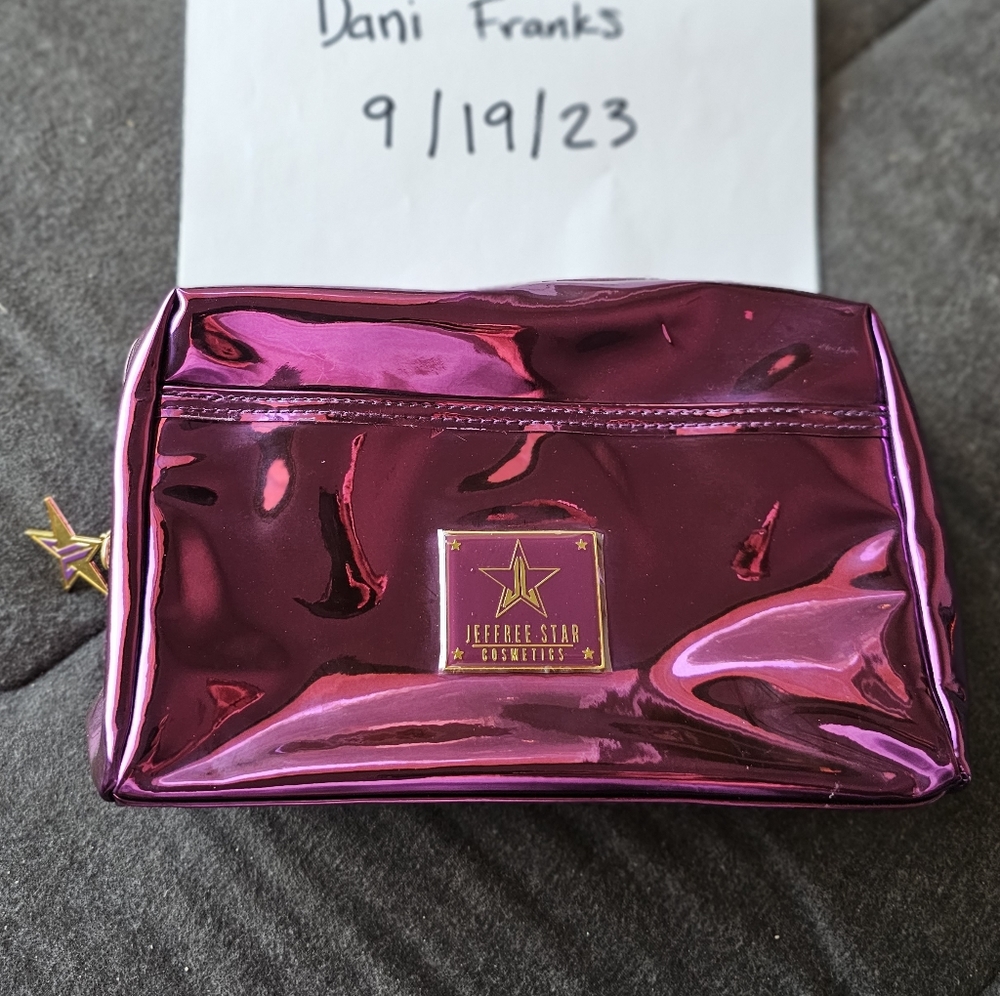 Dani Franks
9/19/23
JEFFREE STAR
COSMETICS